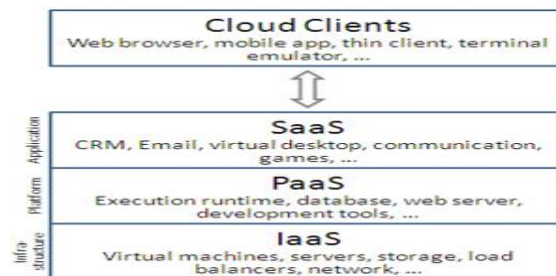 Cloud Clients
Web browser, mobile app, thin client, terminal
emulator, ...
Application
SaaS
CRM, Email, virtual desktop, communication,
games, ...
Platform
PaaS
Execution runtime, database, web server,
development tools, ...
Infra-
structure
IaaS
Virtual machines, servers, storage, load
balancers, network, ...